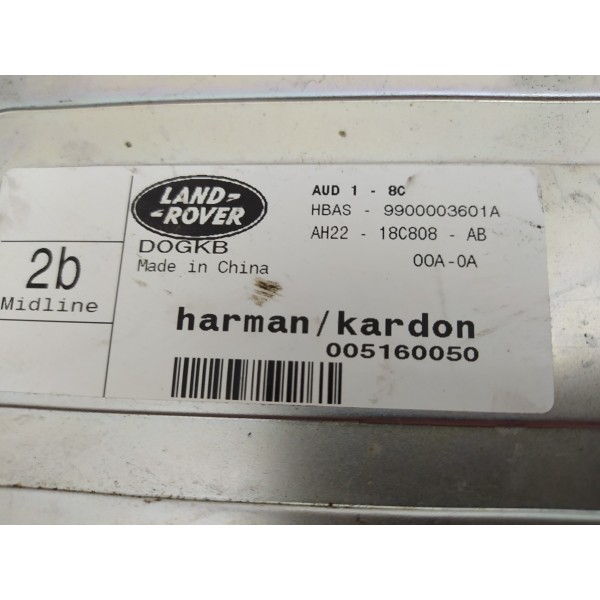 LAND-
-ROVER
DOGKB
Made in China
2b
Midline
AUD 1 - 8C
HBAS - 9900003601A
AH22 - 18C808 - AB
00A-0A
harman/kardon
005160050